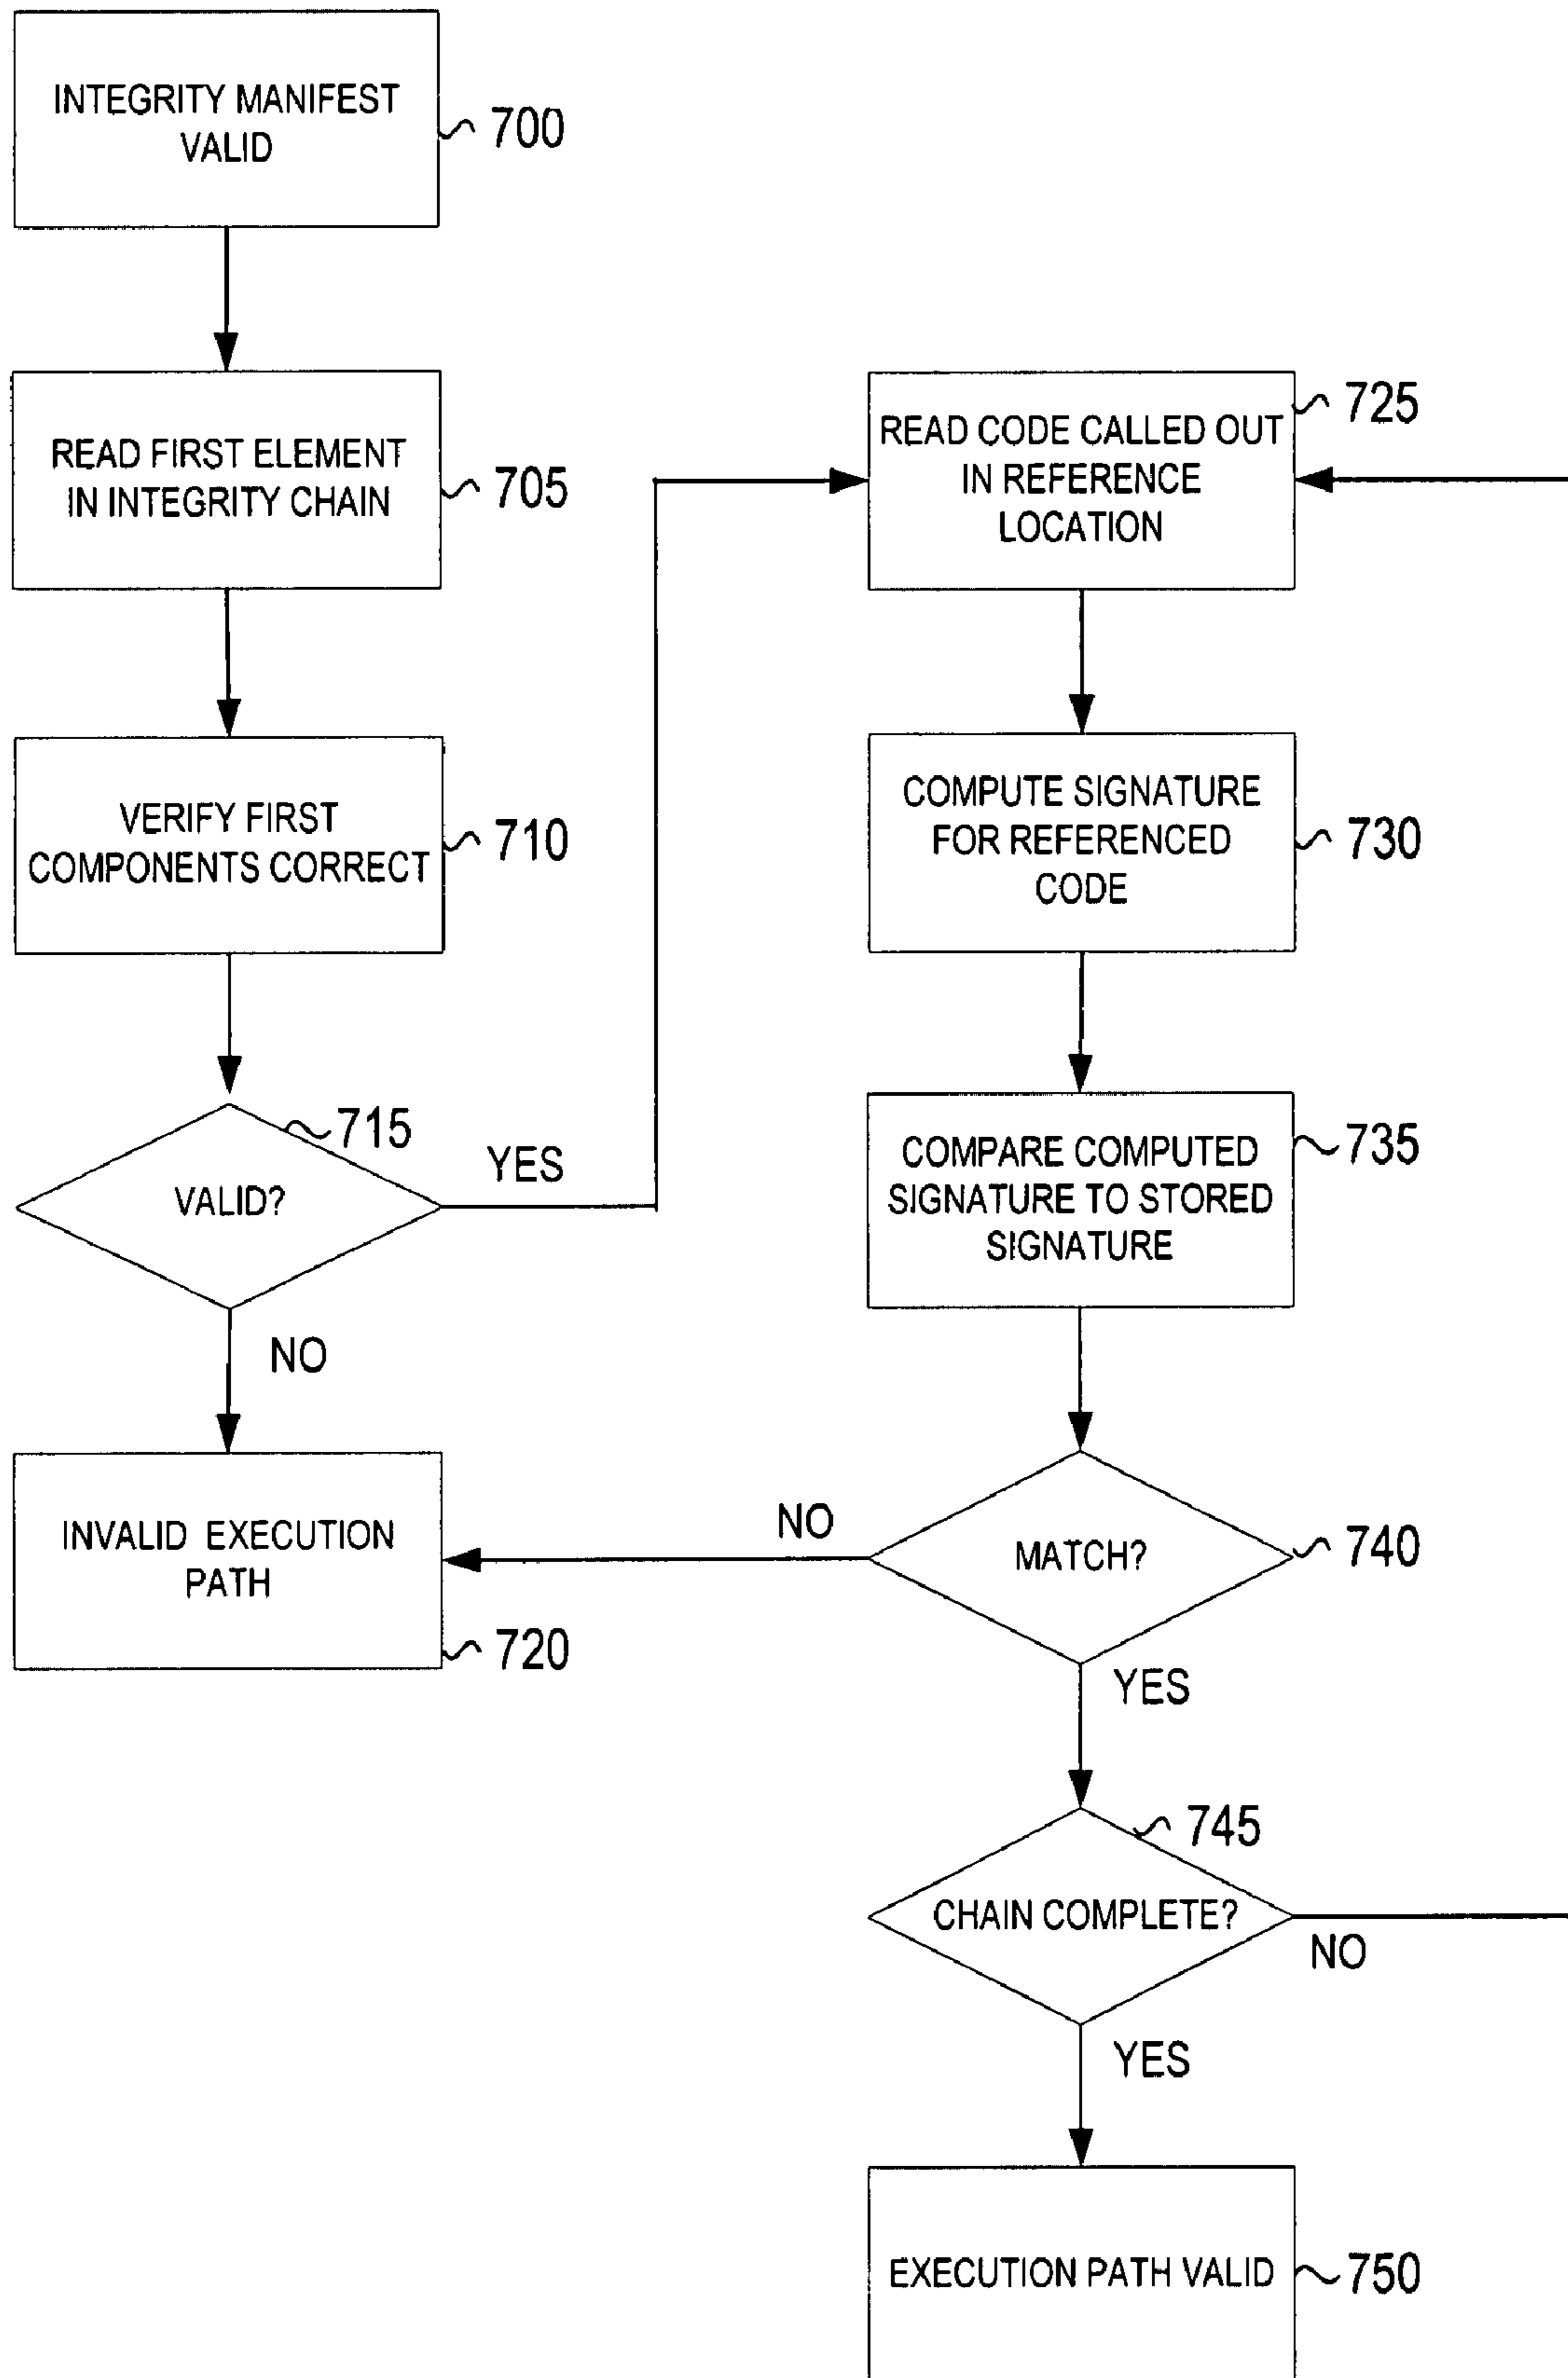 INTEGRITY MANIFEST
VALID
700
READ FIRST ELEMENT
IN INTEGRITY CHAIN
705
VERIFY FIRST
COMPONENTS CORRECT
710
VALID?
715
YES
NO
INVALID EXECUTION
PATH
720
READ CODE CALLED OUT
IN REFERENCE
LOCATION
725
COMPUTE SIGNATURE
FOR REFERENCED
CODE
730
COMPARE COMPUTED
SIGNATURE TO STORED
SIGNATURE
735
MATCH?
740
NO
YES
CHAIN COMPLETE?
745
NO
YES
EXECUTION PATH VALID
750